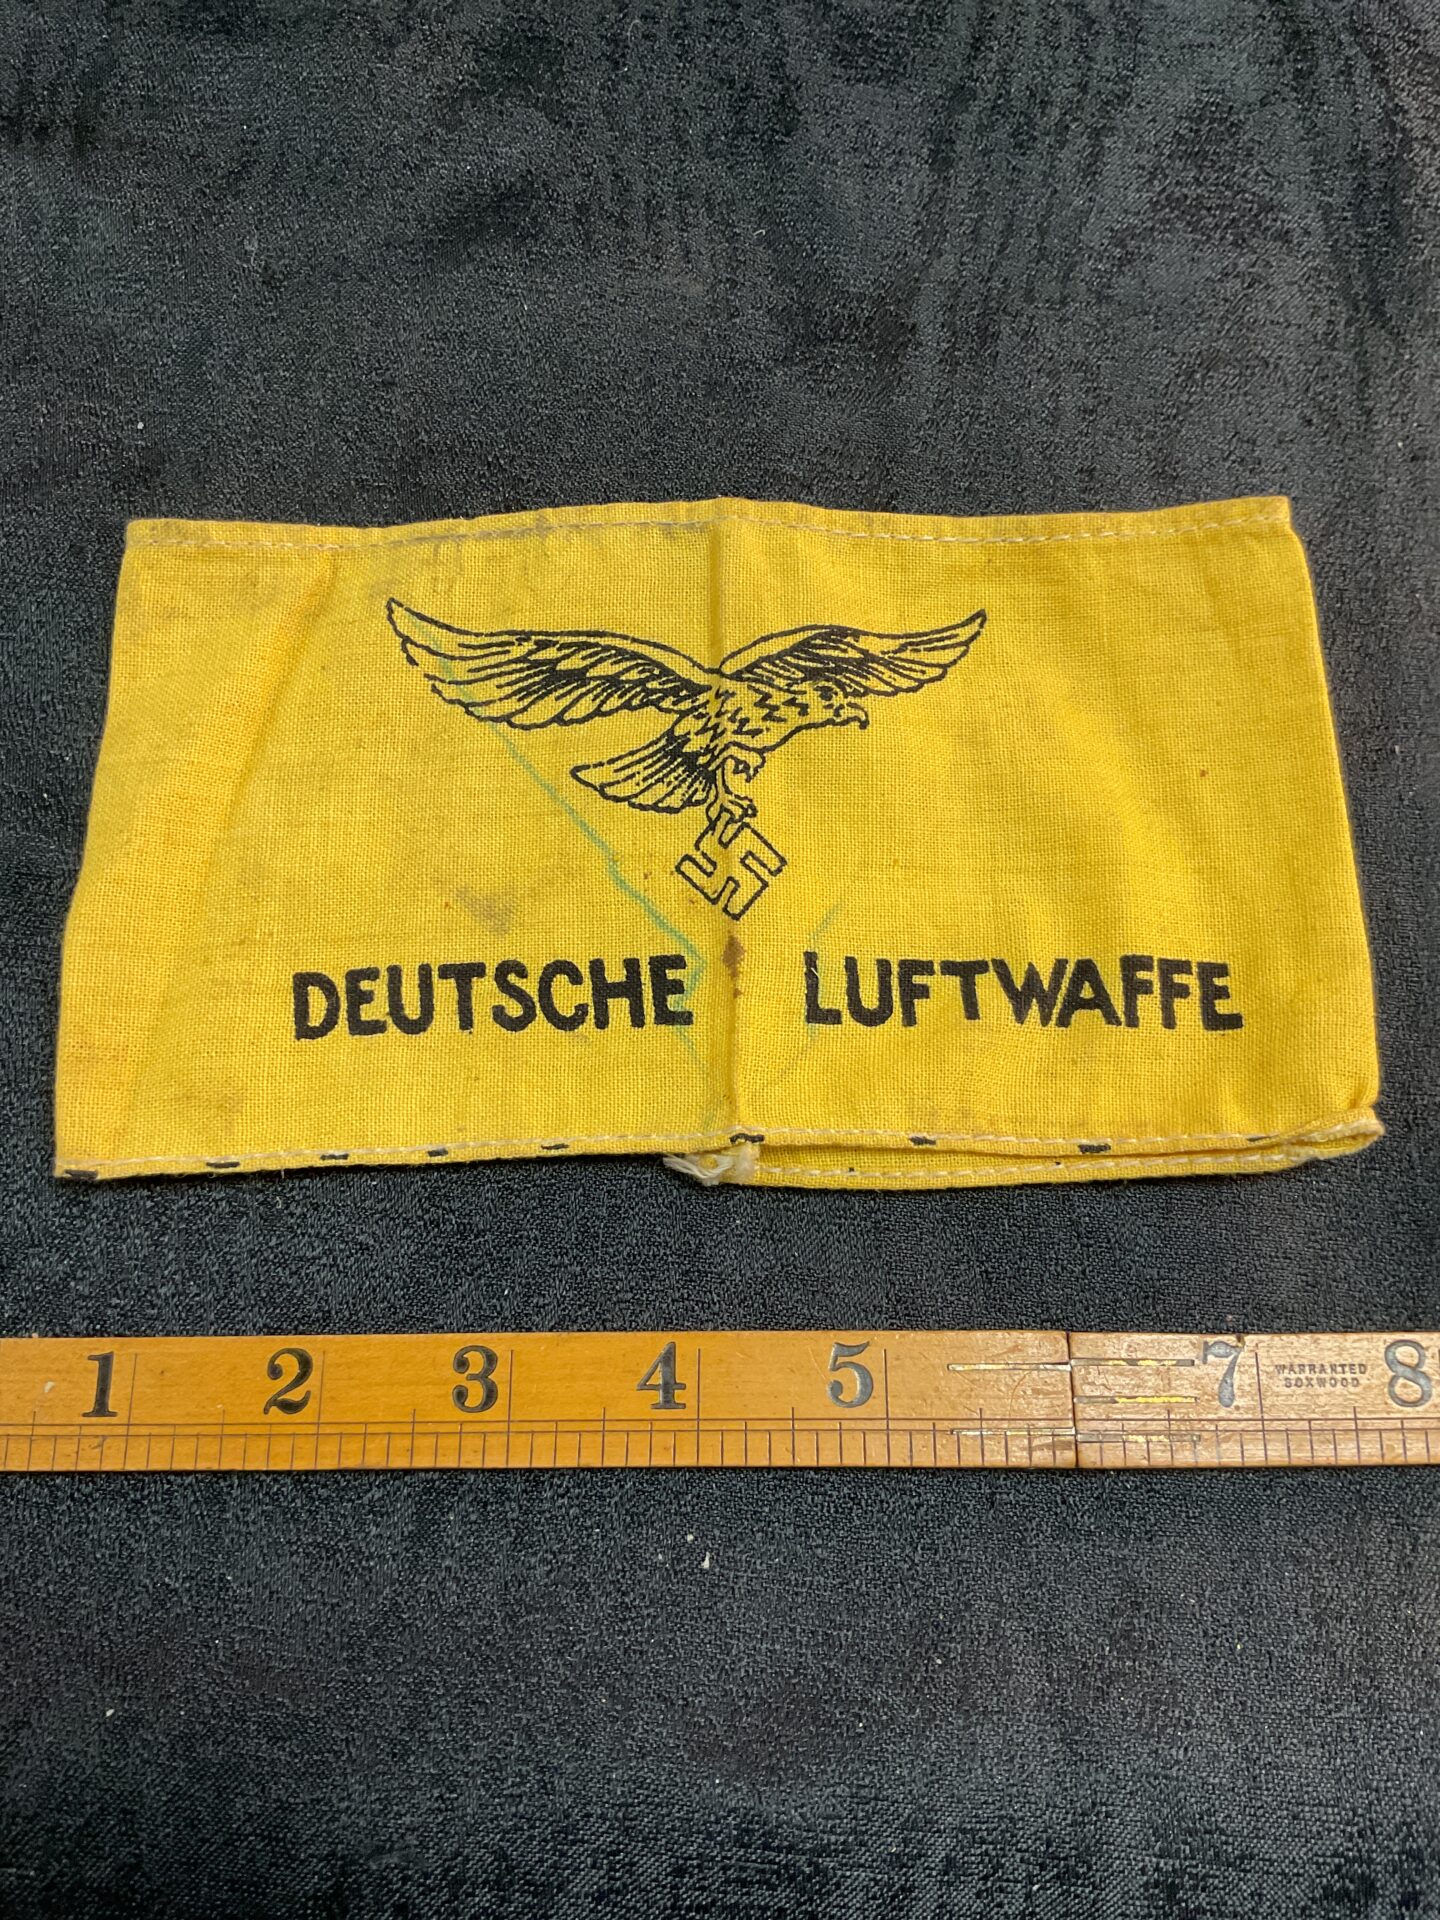 DEUTSCHE LUFTWAFFE
1 2 3 4 5 7 8
WARRANTED
BOXWOOD